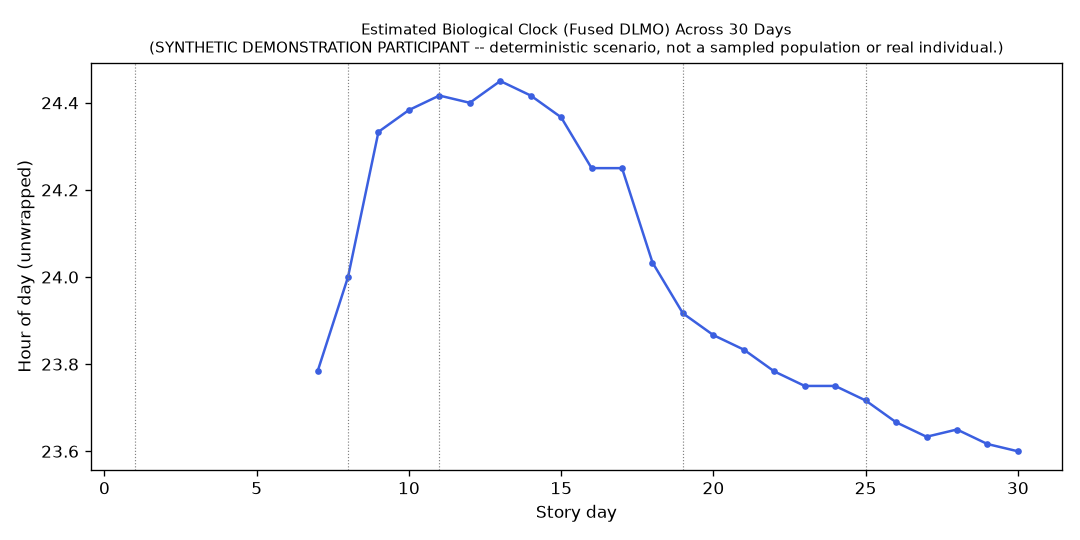 Estimated Biological Clock (Fused DLMO) Across 30 Days
(SYNTHETIC DEMONSTRATION PARTICIPANT -- deterministic scenario, not a sampled population or real individual.)
Hour of day (unwrapped)
24.4
24.2
24.0
23.8
23.6
0 5 10 15 20 25 30
Story day